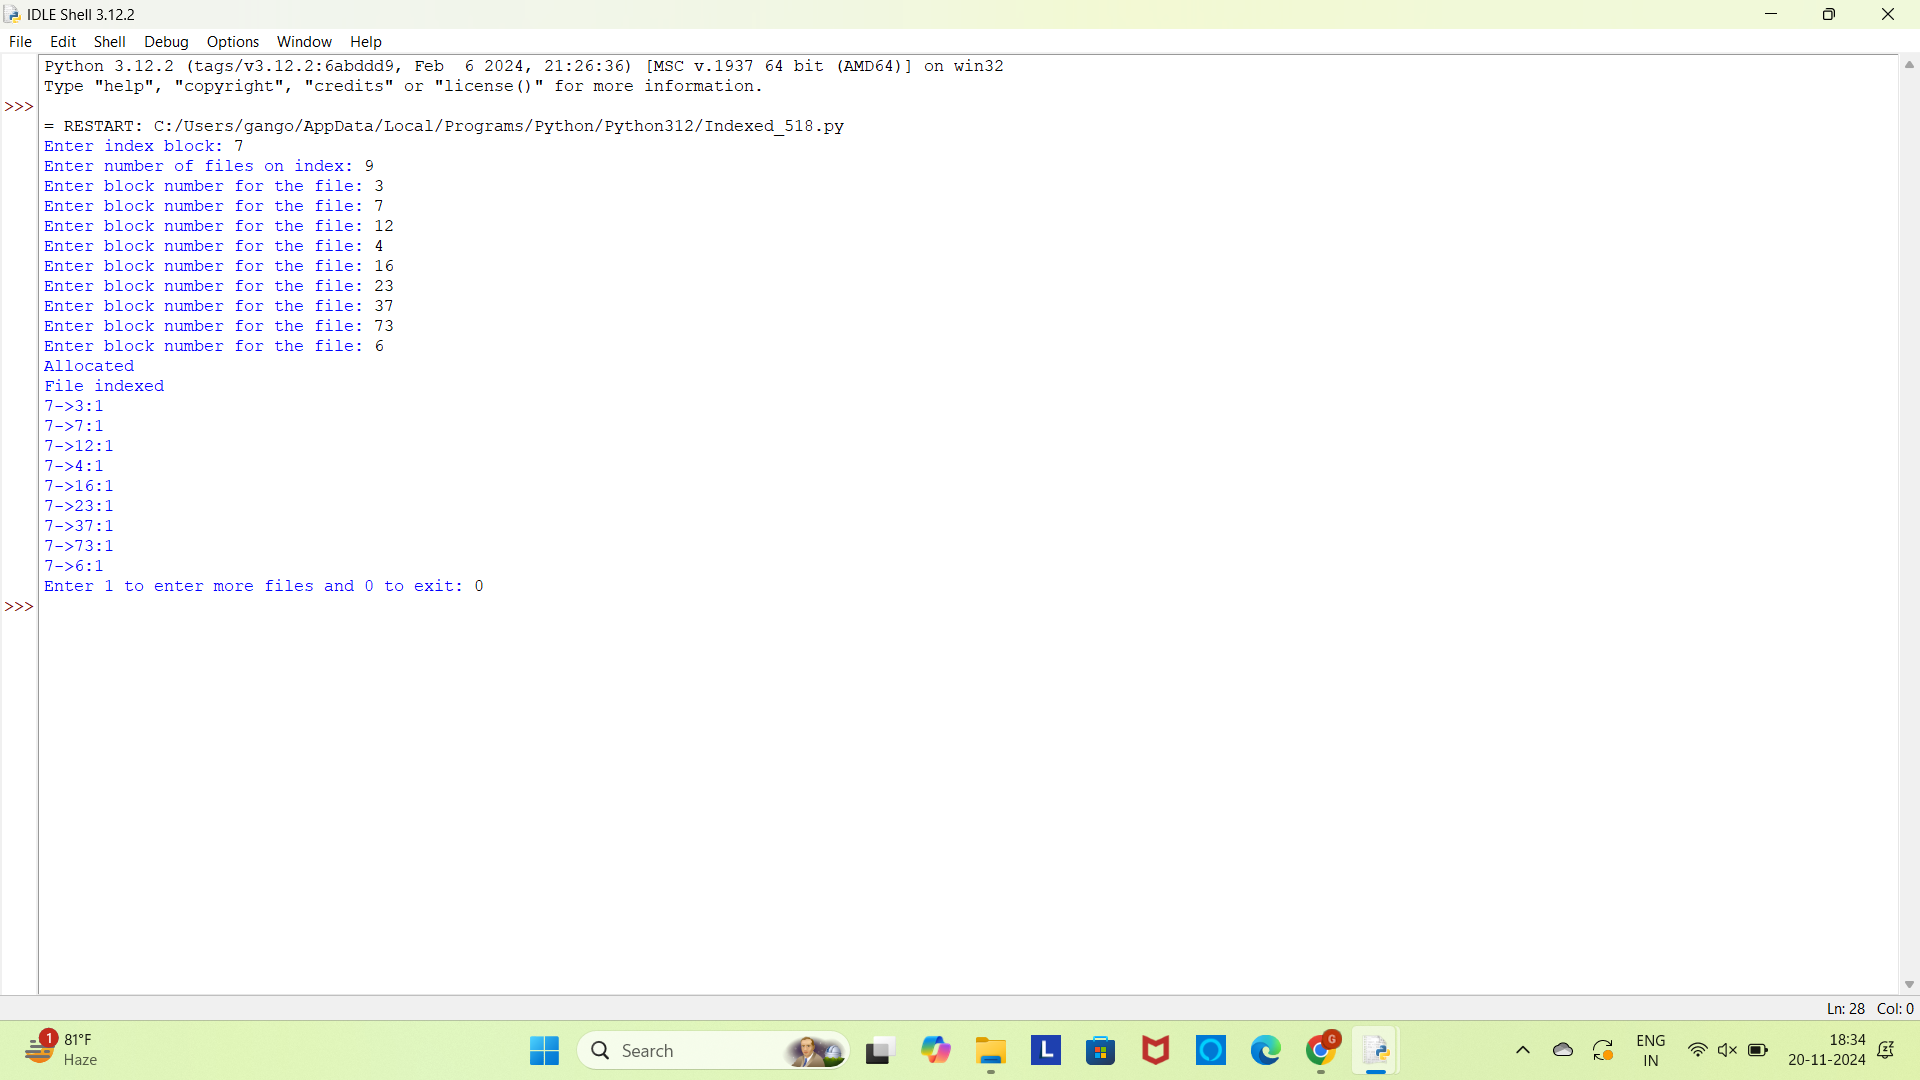 IDLE Shell 3.12.2
File Edit Shell Debug Options Window Help
Python 3.12.2 (tags/v3.12.2:6abddd9, Feb  6 2024, 21:26:36) [MSC v.1937 64 bit (AMD64)] on win32
Type "help", "copyright", "credits" or "license()" for more information.
>>>
= RESTART: C:/Users/gango/AppData/Local/Programs/Python/Python312/Indexed_518.py
Enter index block: 7
Enter number of files on index: 9
Enter block number for the file: 3
Enter block number for the file: 7
Enter block number for the file: 12
Enter block number for the file: 4
Enter block number for the file: 16
Enter block number for the file: 23
Enter block number for the file: 37
Enter block number for the file: 73
Enter block number for the file: 6
Allocated
File indexed
7->3:1
7->7:1
7->12:1
7->4:1
7->16:1
7->23:1
7->37:1
7->73:1
7->6:1
Enter 1 to enter more files and 0 to exit: 0
>>>
Ln: 28 Col: 0
1
81°F
Haze
Search
L
G
ENG
IN
18:34
20-11-2024